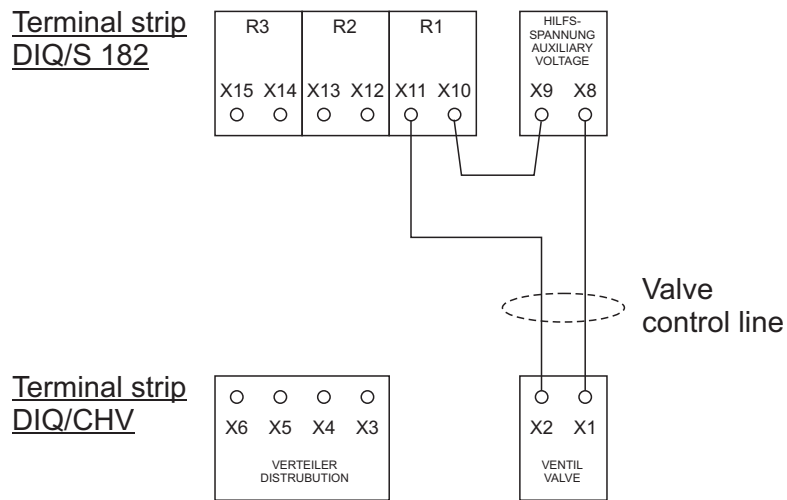 Terminal strip
DIQ/S 182
R3
R2
R1
HILFS-
SPANNUNG
AUXILIARY
VOLTAGE
X15 X14 X13 X12 X11 X10 X9 X8
Valve
control line
Terminal strip
DIQ/CHV
X6 X5 X4 X3 X2 X1
VERTEILER
DISTRUBUTION
VENTIL
VALVE